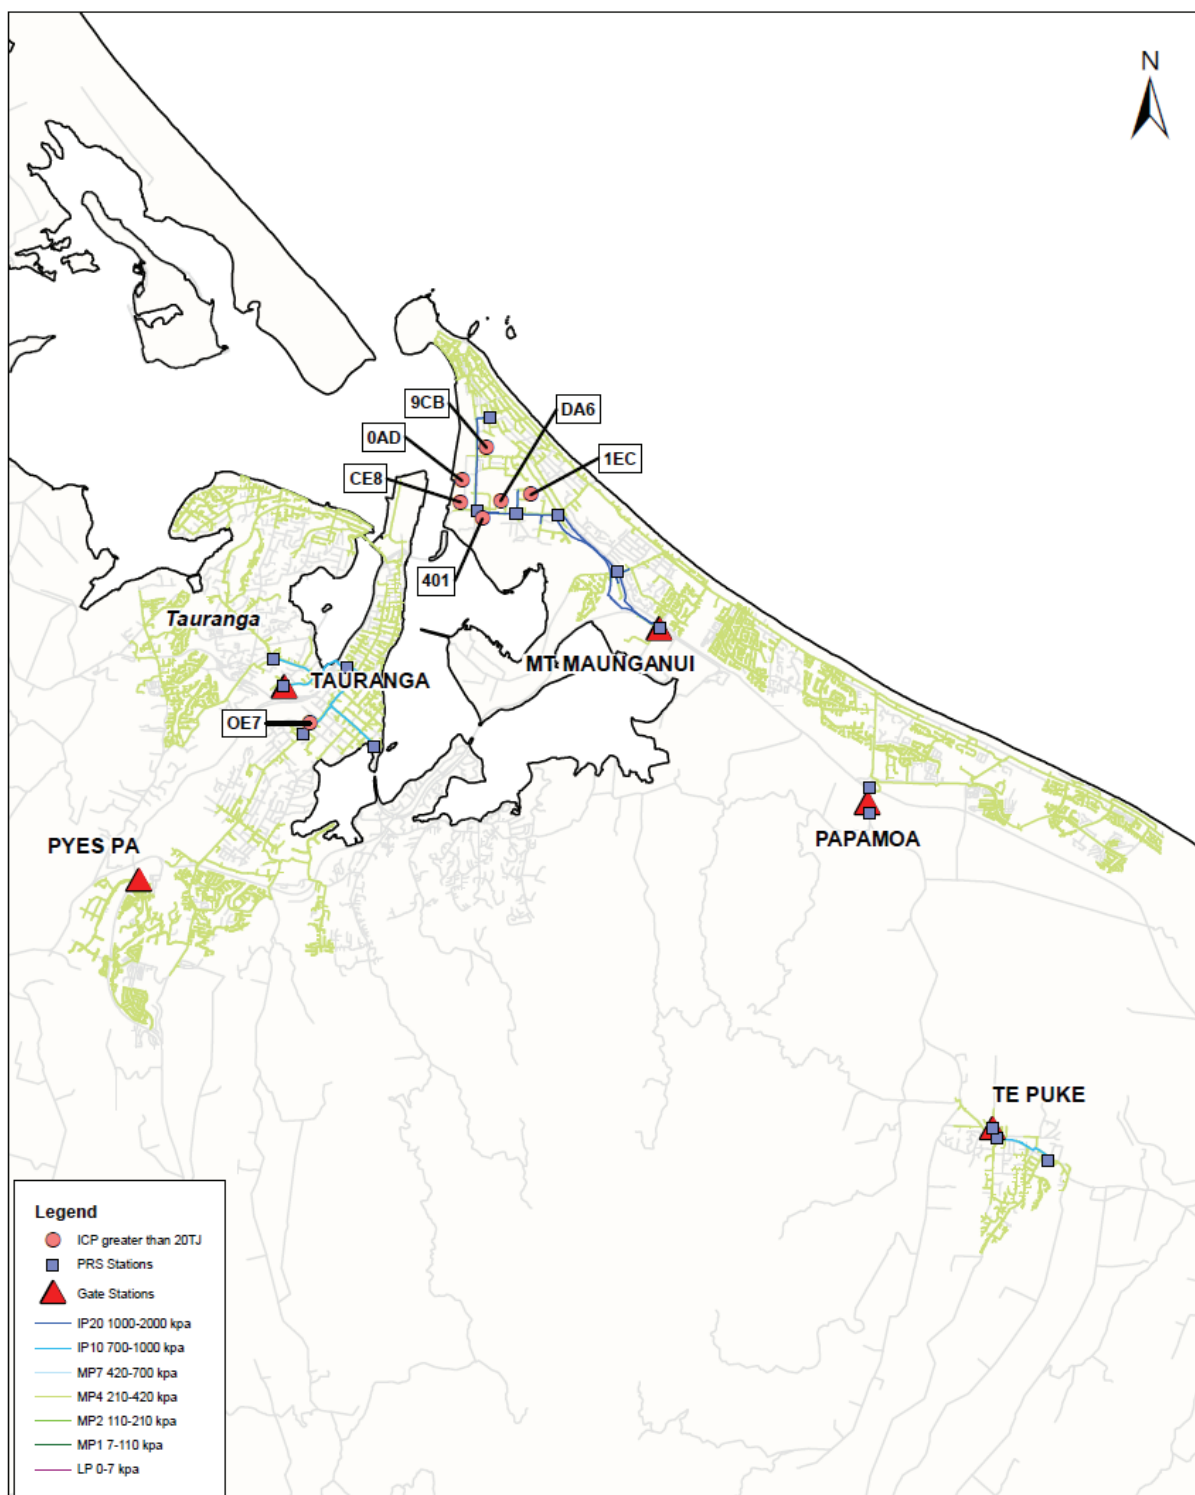 N
9CB
DA6
0AD
1EC
CE8
401
Tauranga
MT MAUNGANUI
TAURANGA
OE7
PAPAMOA
PYES PA
TE PUKE
Legend
ICP greater than 20TJ
PRS Stations
Gate Stations
IP20 1000-2000 kpa
IP10 700-1000 kpa
MP7 420-700 kpa
MP4 210-420 kpa
MP2 110-210 kpa
MP1 7-110 kpa
LP 0-7 kpa